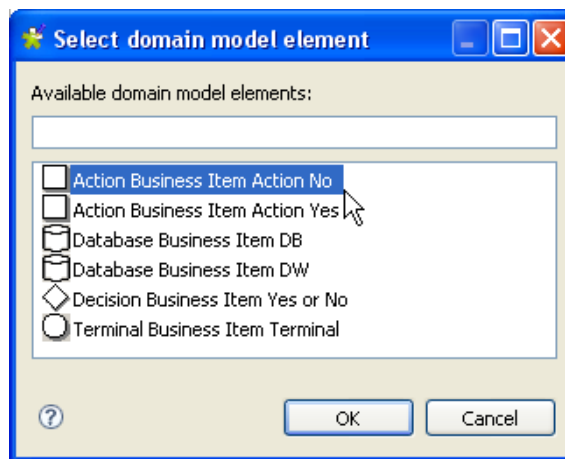 Select domain model element
Available domain model elements:
Action Business Item Action No
Action Business Item Action Yes
Database Business Item DB
Database Business Item DW
Decision Business Item Yes or No
Terminal Business Item Terminal
? OK Cancel